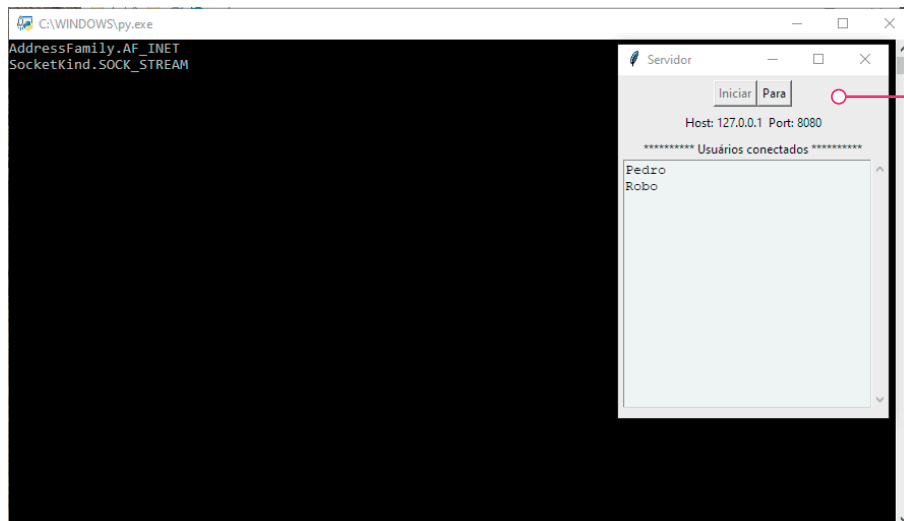 C:\WINDOWS\py.exe
AddressFamily.AF_INET
SocketKind.SOCK_STREAM
Servidor
Iniciar Para
Host: 127.0.0.1 Port: 8080
********** Usuários conectados **********
Pedro
Robo